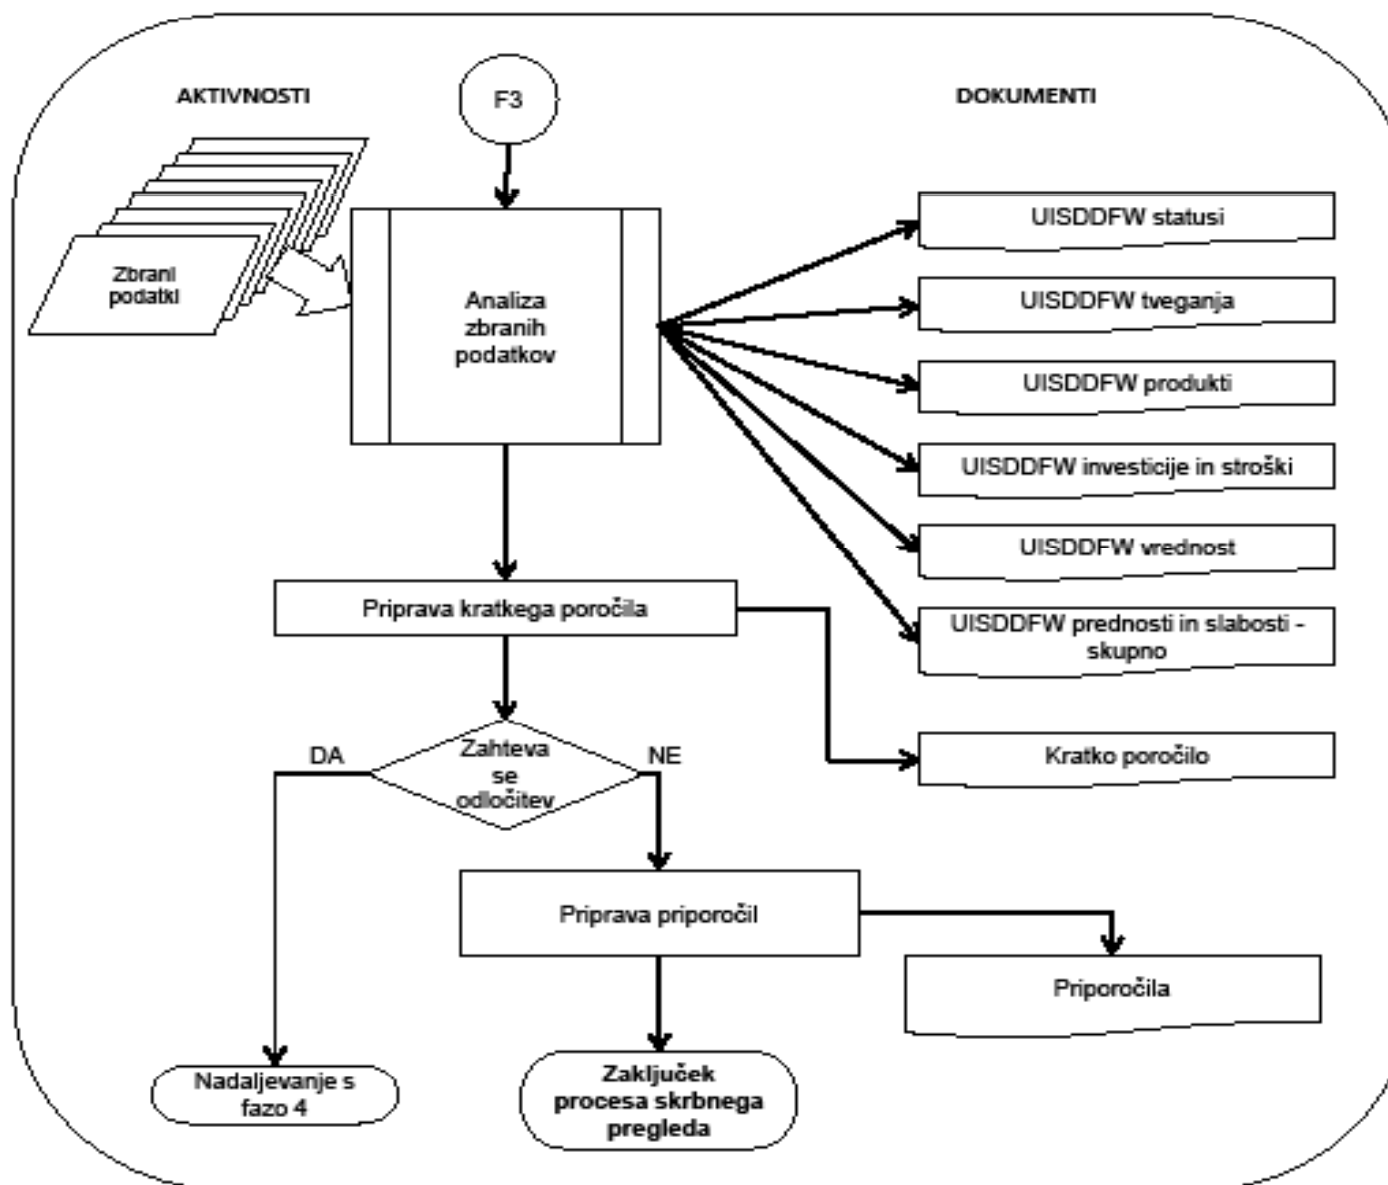 AKTIVNOSTI
F3
DOKUMENTI
Zbrani
podatki
Analiza
zbranih
podatkov
UISDDFW statusi
UISDDFW tveganja
UISDDFW produkti
UISDDFW investicije in stroški
UISDDFW vrednost
UISDDFW prednosti in slabosti -
skupno
Priprava kratkega poročila
Kratko poročilo
DA
Zahteva
se
odločitev
NE
Priprava priporočil
Priporočila
Nadaljevanje s
fazo 4
Zaključek
procesa skrbnega
pregleda